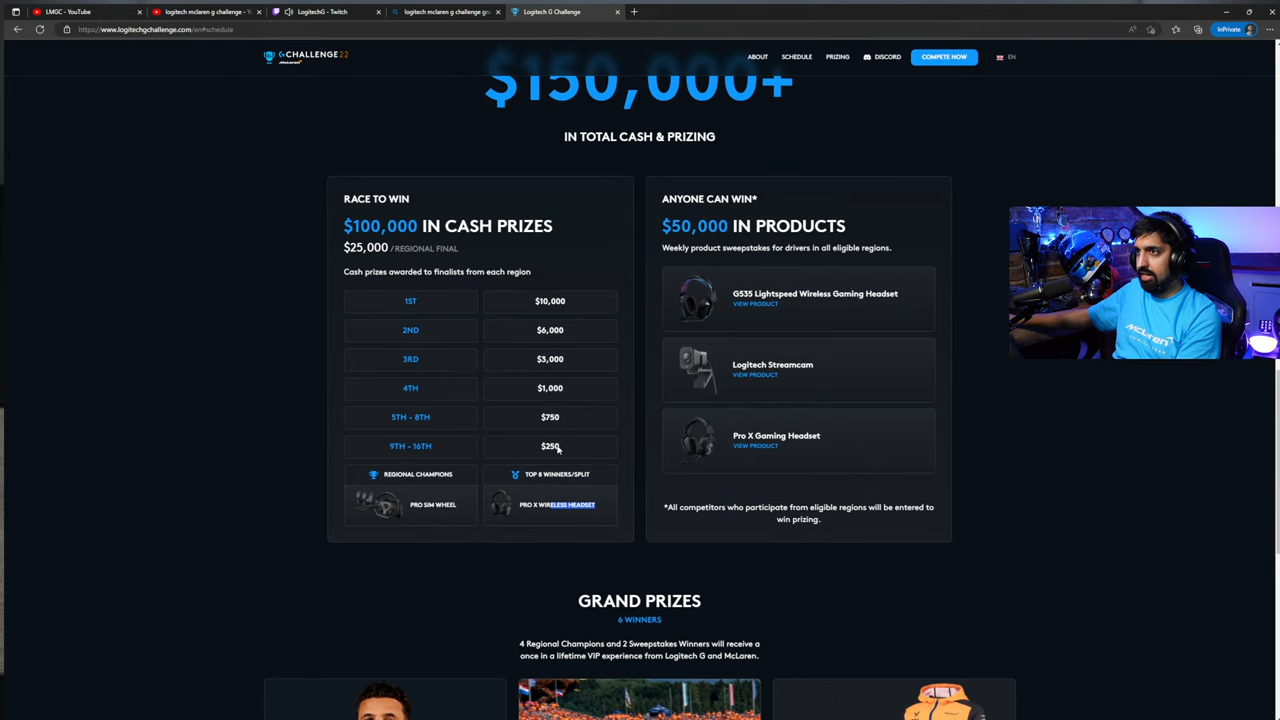 LMGC - YouTube
logitech mclaren g challenge - Y
LogitechG - Twitch
logitech mclaren g challenge gra
Logitech G Challenge
https://www.logitechgchallenge.com/en#schedule
InPrivate
CHALLENGE22
McLaren
ABOUT
SCHEDULE
PRIZING
DISCORD
COMPETE NOW
EN
$150,000+
IN TOTAL CASH & PRIZING
RACE TO WIN
$100,000 IN CASH PRIZES
$25,000 / REGIONAL FINAL
Cash prizes awarded to finalists from each region
1ST $10,000
2ND $6,000
3RD $3,000
4TH $1,000
5TH - 8TH $750
9TH - 16TH $250
REGIONAL CHAMPIONS
TOP 8 WINNERS/SPLIT
PRO SIM WHEEL
PRO X WIRELESS HEADSET
ANYONE CAN WIN*
$50,000 IN PRODUCTS
Weekly product sweepstakes for drivers in all eligible regions.
G535 Lightspeed Wireless Gaming Headset
VIEW PRODUCT
Logitech Streamcam
VIEW PRODUCT
Pro X Gaming Headset
VIEW PRODUCT
*All competitors who participate from eligible regions will be entered to
win prizing.
McLaren
GRAND PRIZES
6 WINNERS
4 Regional Champions and 2 Sweepstakes Winners will receive a
once in a lifetime VIP experience from Logitech G and McLaren.